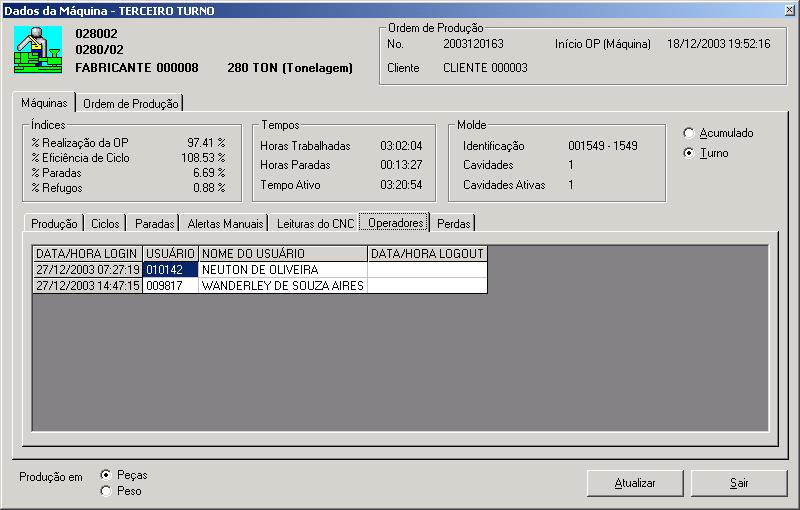 Dados da Máquina - TERCEIRO TURNO
028002
0280/02
FABRICANTE 000008 280 TON (Tonelagem)
Ordem de Produção
No. 2003120163 Início OP (Máquina) 18/12/2003 19:52:16
Cliente CLIENTE 000003
Máquinas Ordem de Produção
Índices
% Realização da OP 97.41 %
% Eficiência de Ciclo 108.53 %
% Paradas 6.69 %
% Refugos 0.88 %
Tempos
Horas Trabalhadas 03:02:04
Horas Paradas 00:13:27
Tempo Ativo 03:20:54
Molde
Identificação 001549 - 1549
Cavidades 1
Cavidades Ativas 1
Acumulado
Turno
Produção Ciclos Paradas Alertas Manuais Leituras do CNC Operadores Perdas
DATA/HORA LOGIN USUÁRIO NOME DO USUÁRIO DATA/HORA LOGOUT
27/12/2003 07:27:19 010142 NEUTON DE OLIVEIRA
27/12/2003 14:47:15 009817 WANDERLEY DE SOUZA AIRES
Produção em Peças
Peso
Atualizar Sair